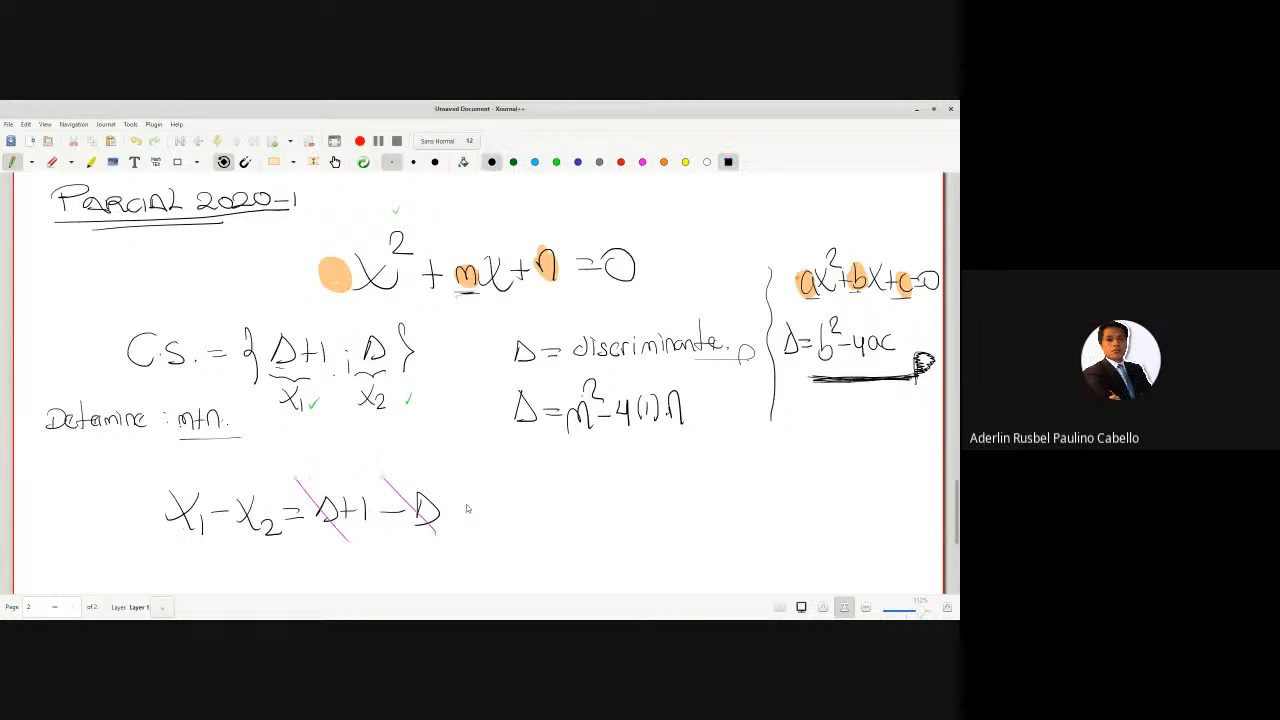 Unsaved Document - Xournal++
File Edit View Navigation Journal Tools Plugin Help
Sans Normal 12
PARCIAL 2020-1
x² + mx + n = 0
ax²+bx+c=0
C.S. = {Δ+1 ; Δ}
x₁ x₂
Δ = discriminante.
Δ=b²-4ac
Determine : m+n.
Δ=m²-4(1).n
x₁ - x₂ = Δ+1 - Δ
Aderlin Rusbel Paulino Cabello
Page 2 of 2 Layer Layer 1